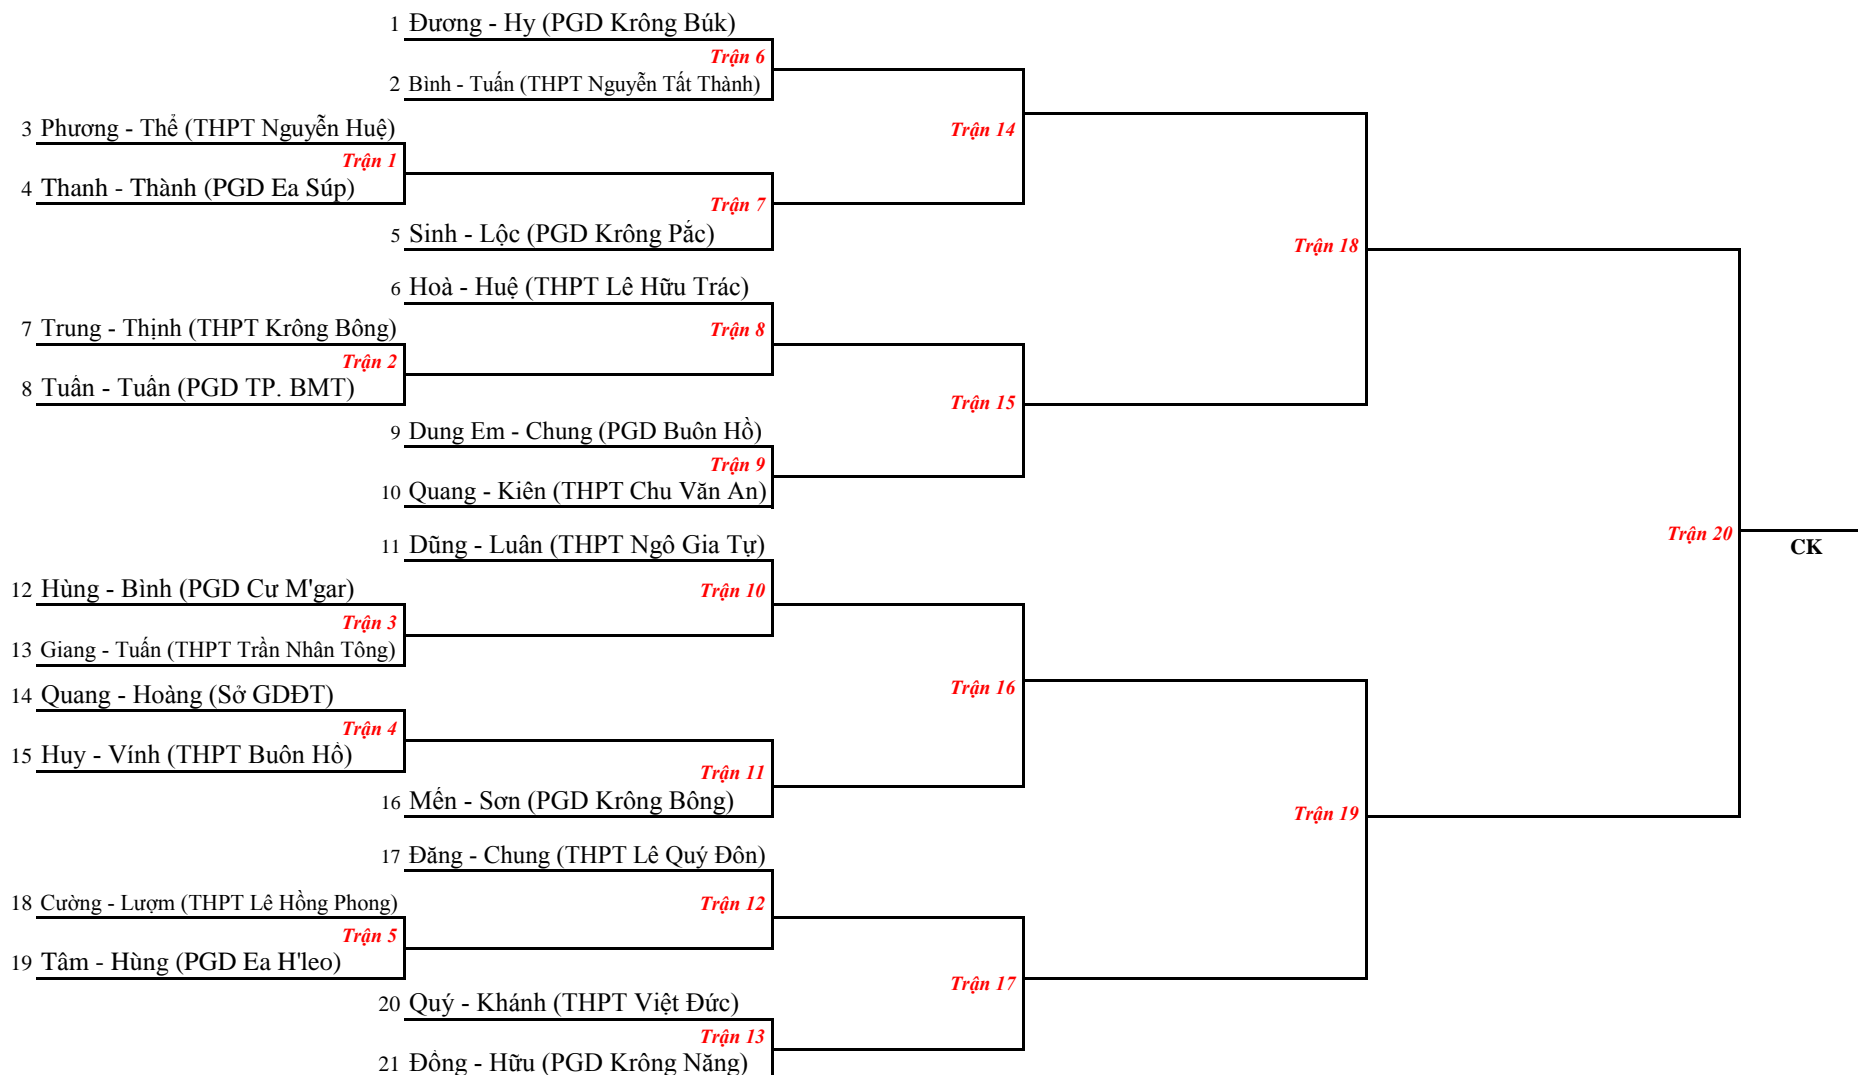 1 Đương - Hy (PGD Krông Búk)
Trận 6
2 Bình - Tuấn (THPT Nguyễn Tất Thành)
3 Phương - Thể (THPT Nguyễn Huệ)
Trận 14
Trận 1
4 Thanh - Thành (PGD Ea Súp)
Trận 7
5 Sinh - Lộc (PGD Krông Pắc)
Trận 18
6 Hoà - Huệ (THPT Lê Hữu Trác)
7 Trung - Thịnh (THPT Krông Bông)
Trận 8
Trận 2
8 Tuấn - Tuấn (PGD TP. BMT)
Trận 15
9 Dung Em - Chung (PGD Buôn Hồ)
Trận 9
10 Quang - Kiên (THPT Chu Văn An)
Trận 20
11 Dũng - Luân (THPT Ngô Gia Tự)
CK
12 Hùng - Bình (PGD Cư M'gar)
Trận 10
Trận 3
13 Giang - Tuấn (THPT Trần Nhân Tông)
14 Quang - Hoàng (Sở GDĐT)
Trận 16
Trận 4
15 Huy - Vính (THPT Buôn Hồ)
Trận 11
16 Mến - Sơn (PGD Krông Bông)
Trận 19
17 Đăng - Chung (THPT Lê Quý Đôn)
18 Cường - Lượm (THPT Lê Hồng Phong)
Trận 12
Trận 5
19 Tâm - Hùng (PGD Ea H'leo)
Trận 17
20 Quý - Khánh (THPT Việt Đức)
Trận 13
21 Đồng - Hữu (PGD Krông Năng)